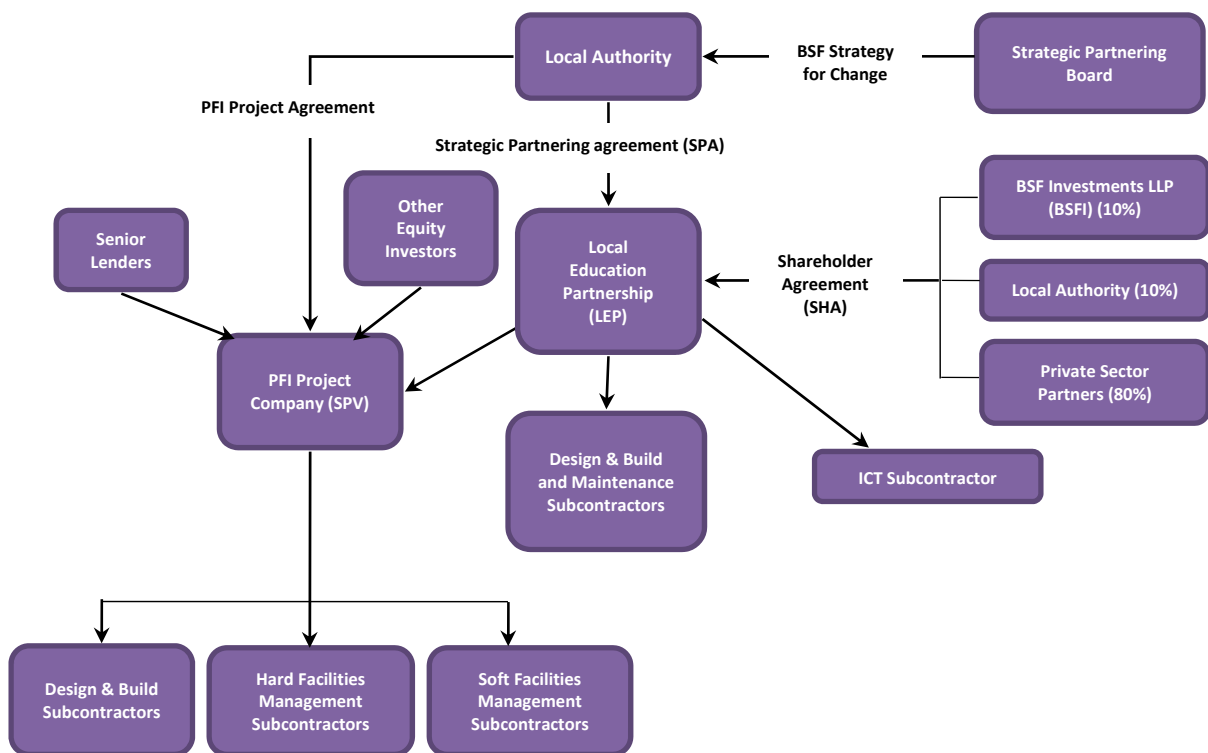 Local Authority
BSF Strategy
for Change
Strategic Partnering
Board
PFI Project Agreement
Strategic Partnering agreement (SPA)
BSF Investments LLP
(BSFI) (10%)
Other
Equity
Investors
Senior
Lenders
Local
Education
Partnership
(LEP)
Shareholder
Agreement
(SHA)
Local Authority (10%)
PFI Project
Company (SPV)
Private Sector
Partners (80%)
Design & Build
and Maintenance
Subcontractors
ICT Subcontractor
Design & Build
Subcontractors
Hard Facilities
Management
Subcontractors
Soft Facilities
Management
Subcontractors